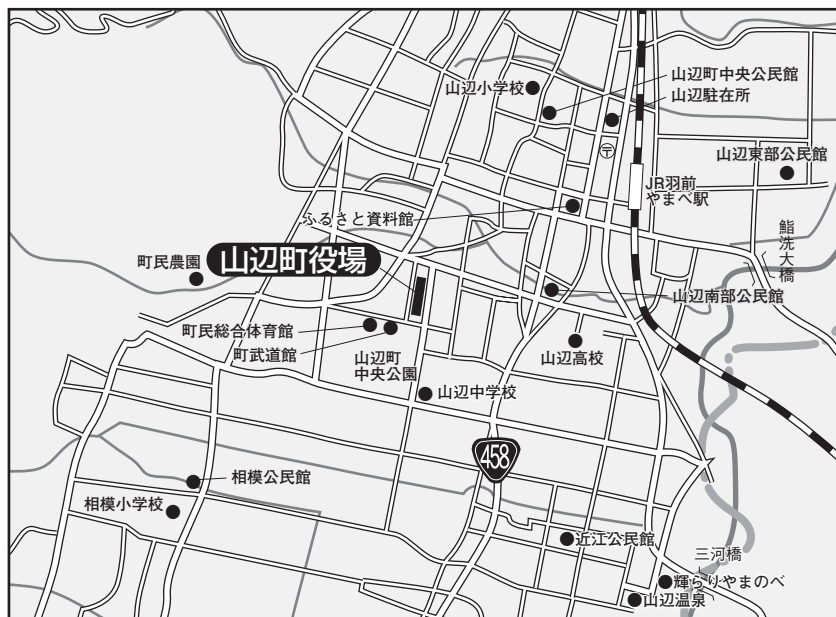 山辺小学校
山辺町中央公民館
山辺駐在所
〒
山辺東部公民館
JR羽前
やまべ駅
ふるさと資料館
鮨洗大橋
町民農園
山辺町役場
山辺南部公民館
町民総合体育館
町武道館
山辺町
中央公園
山辺高校
山辺中学校
458
相模公民館
相模小学校
近江公民館
三河橋
輝らりやまのべ
山辺温泉